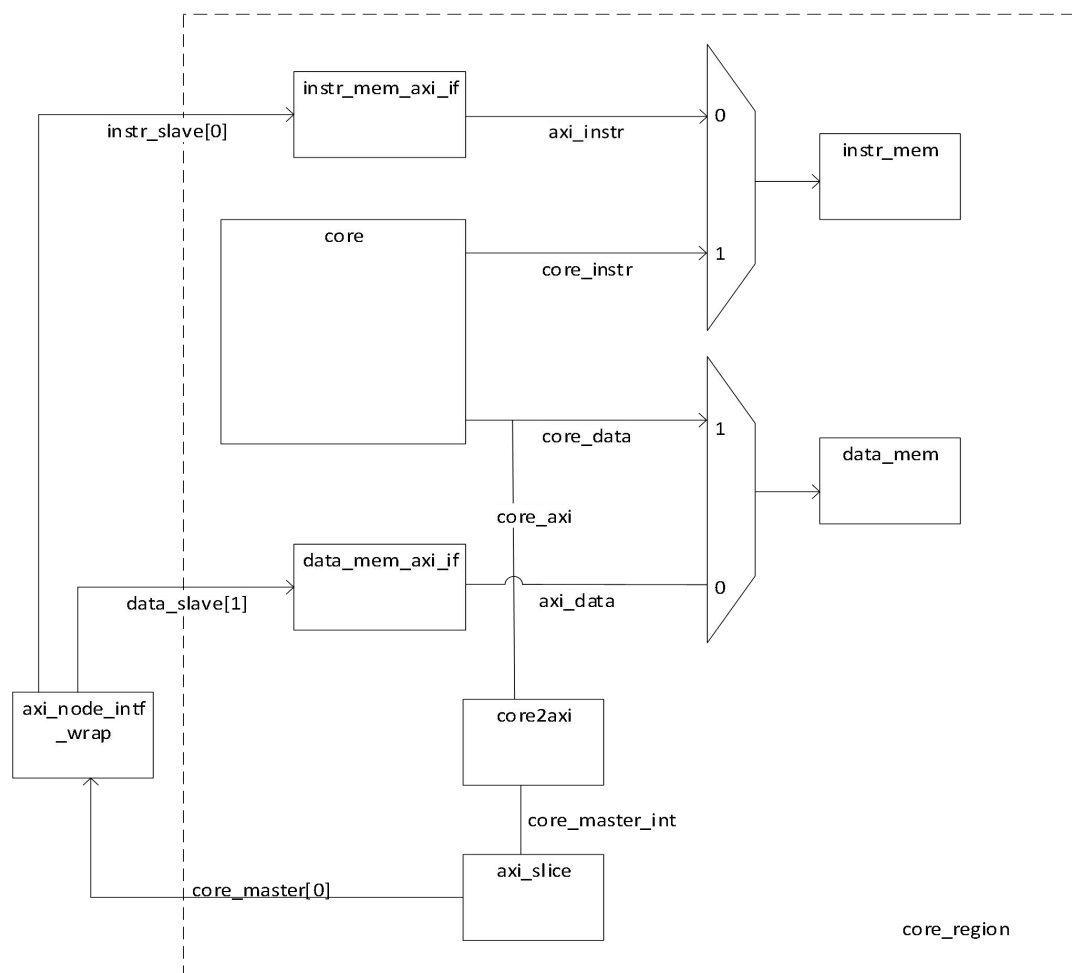 instr_mem_axi_if
instr_slave[0]
axi_instr
0
instr_mem
core
core_instr
1
core_data
1
data_mem
core_axi
data_mem_axi_if
data_slave[1]
axi_data
0
axi_node_intf
_wrap
core2axi
core_master_int
axi_slice
core_master[0]
core_region